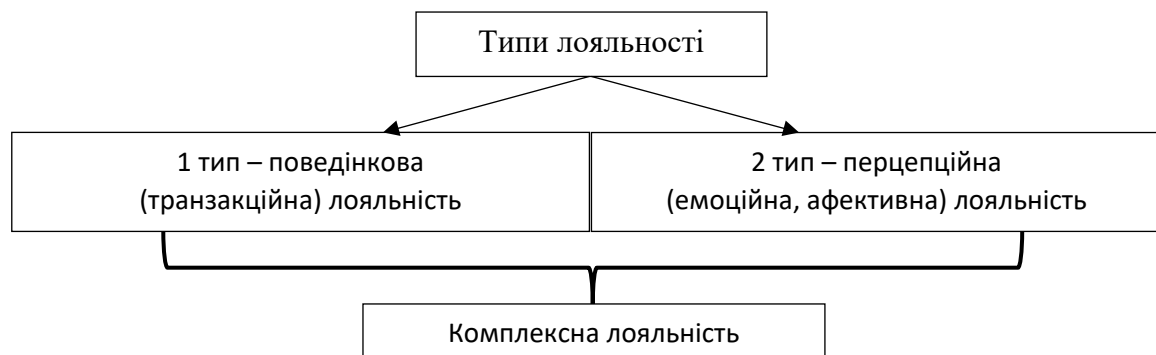 Типи лояльності
1 тип – поведінкова
(транзакційна) лояльність
2 тип – перцепційна
(емоційна, афективна) лояльність
Комплексна лояльність